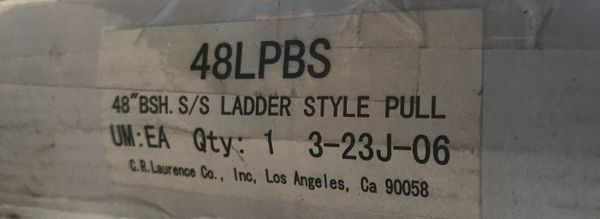 48LPBS
48"BSH. S/S LADDER STYLE PULL
UM:EA Qty: 1 3-23J-06
C.R.Laurence Co., Inc, Los Angeles, Ca 90058